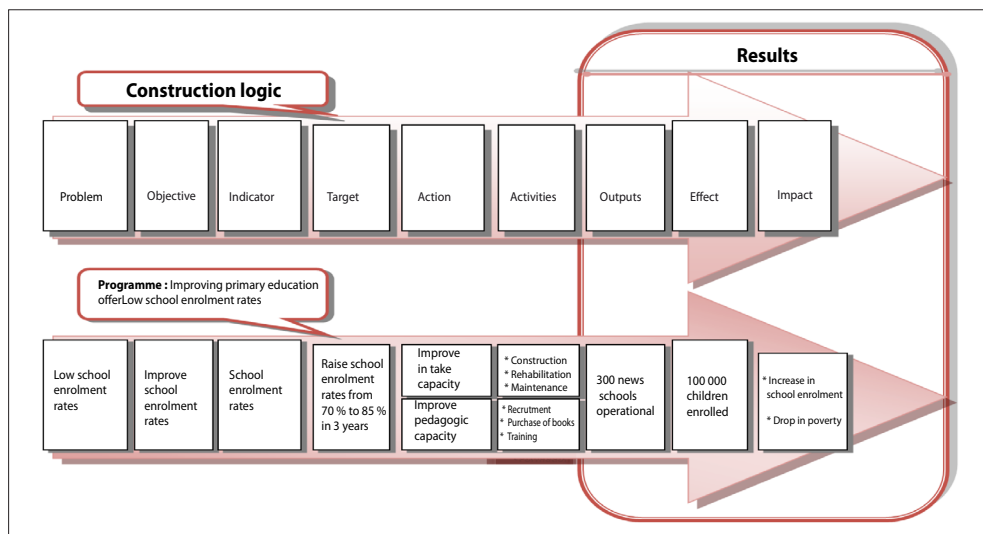 Results
Construction logic
Problem
Objective
Indicator
Target
Action
Activities
Outputs
Effect
Impact
Programme : Improving primary education
offerLow school enrolment rates
Low school
enrolment
rates
Improve
school
enrolment
rates
School
enrolment
rates
Raise school
enrolment
rates from
70 % to 85 %
in 3 years
Improve
in take
capacity
Improve
pedagogic
capacity
* Construction
* Rehabilitation
* Maintenance
* Recrutment
* Purchase of books
* Training
300 news
schools
operational
100 000
children
enrolled
* Increase in
school enrolment
* Drop in poverty